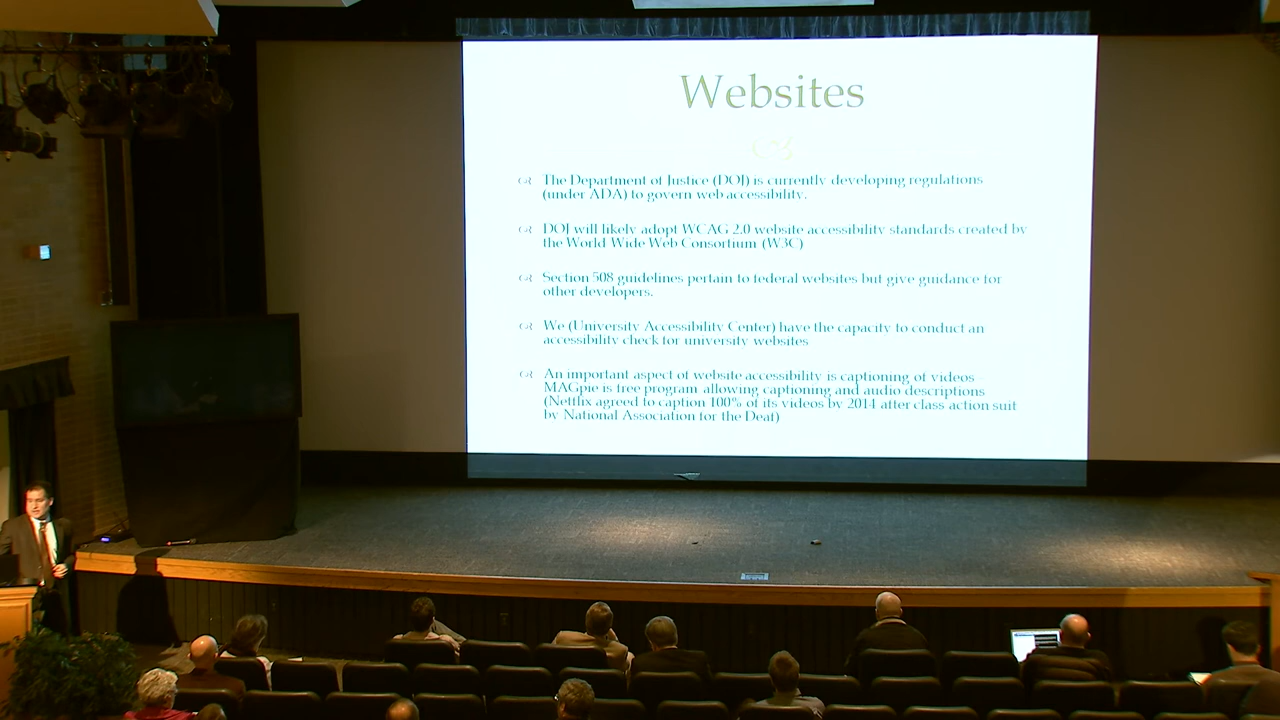 Websites
The Department of Justice (DOJ) is currently developing regulations
(under ADA) to govern web accessibility.
DOJ will likely adopt WCAG 2.0 website accessibility standards created by
the World Wide Web Consortium (W3C)
Section 508 guidelines pertain to federal websites but give guidance for
other developers.
We (University Accessibility Center) have the capacity to conduct an
accessibility check for university websites
An important aspect of website accessibility is captioning of videos
MAGpie is free program allowing captioning and audio descriptions
(Netflix agreed to caption 100% of its videos by 2014 after class action suit
by National Association for the Deaf)